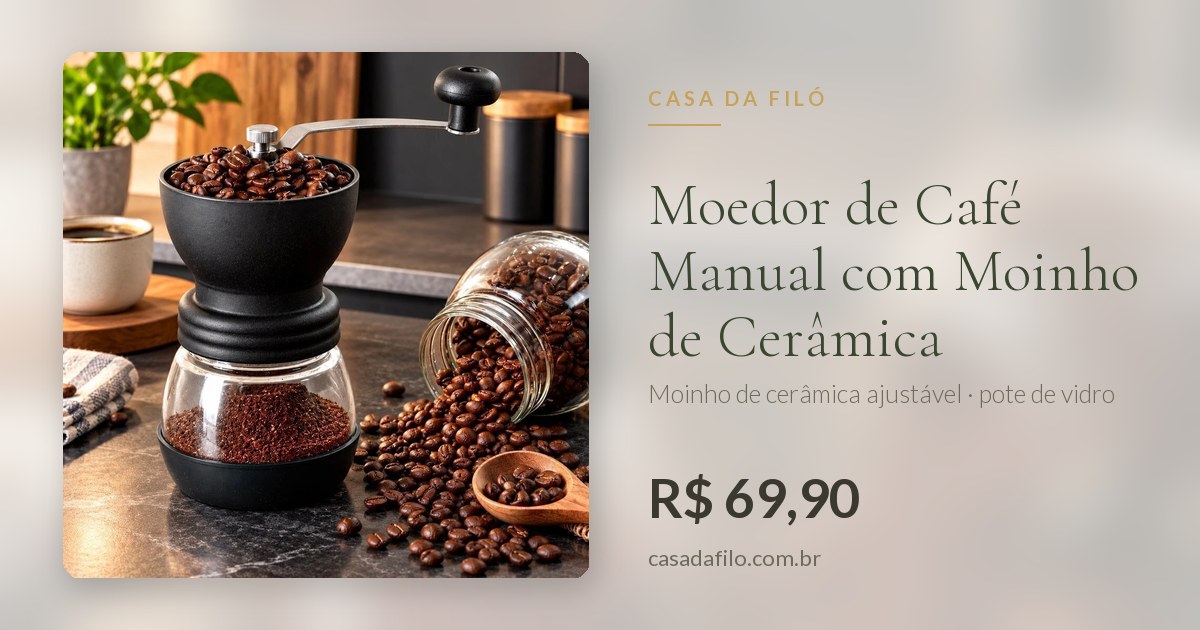 CASA DA FILÓ
Moedor de Café
Manual com Moinho
de Cerâmica
Moinho de cerâmica ajustável · pote de vidro
R$ 69,90
casadafilo.com.br